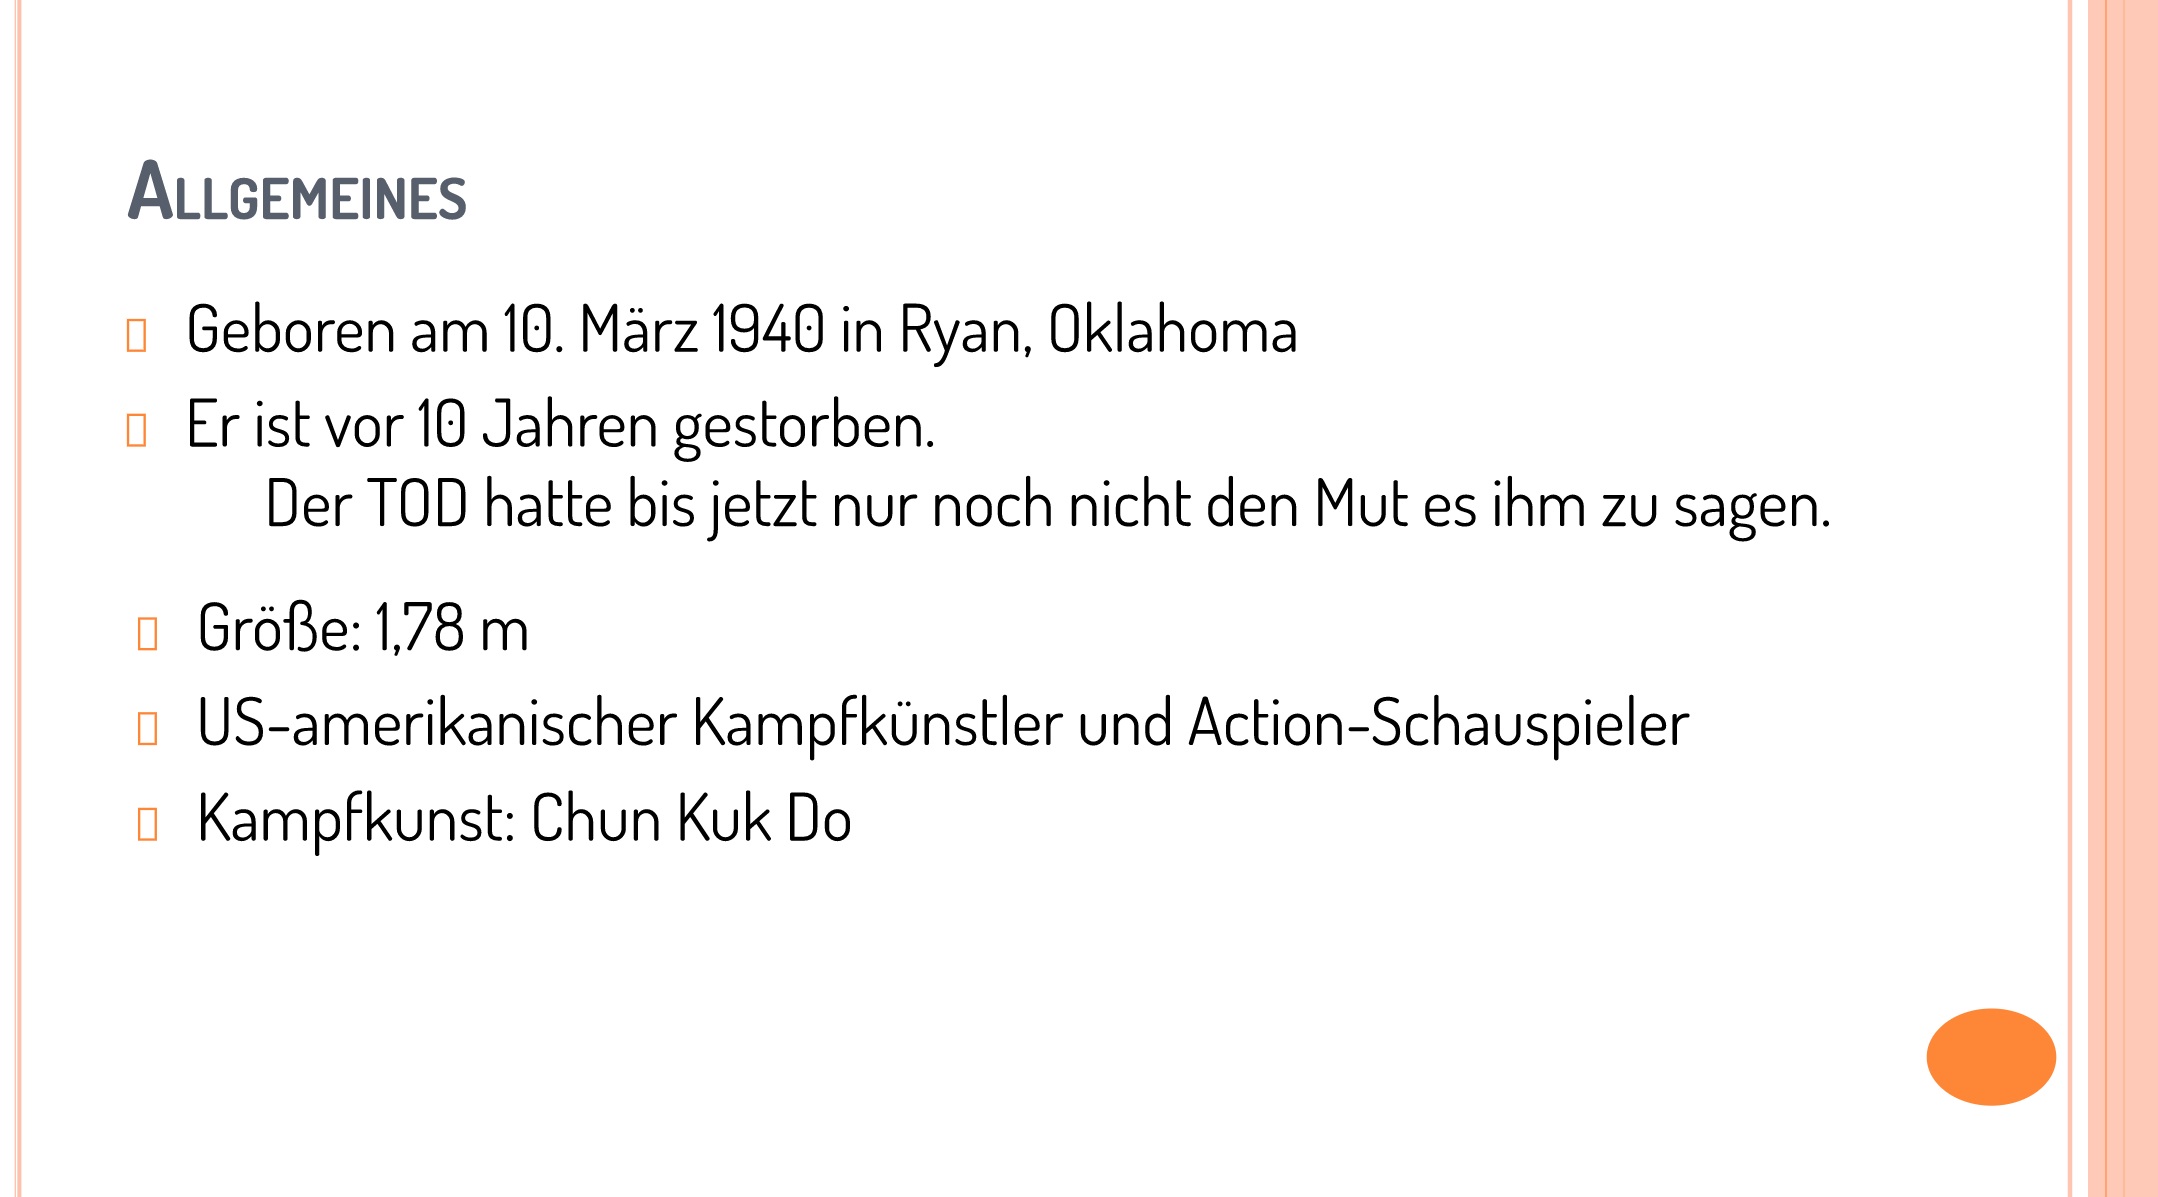 Allgemeines
Geboren am 10. März 1940 in Ryan, Oklahoma
Er ist vor 10 Jahren gestorben.
Der TOD hatte bis jetzt nur noch nicht den Mut es ihm zu sagen.
Größe: 1,78 m
US-amerikanischer Kampfkünstler und Action-Schauspieler
Kampfkunst: Chun Kuk Do